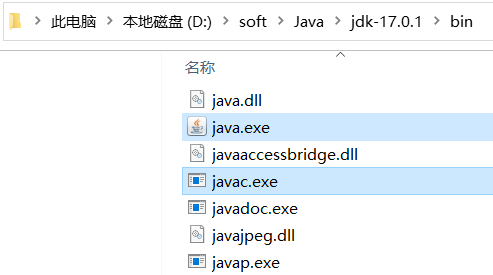 此电脑 > 本地磁盘 (D:) > soft > Java > jdk-17.0.1 > bin
名称
java.dll
java.exe
javaaccessbridge.dll
javac.exe
javadoc.exe
javajpeg.dll
javap.exe